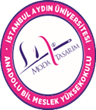 İSTANBUL AYDIN ÜNİVERSİTESİ
MODA TASARIM
ANADOLU BİL MESLEK YÜKSEKOKULU